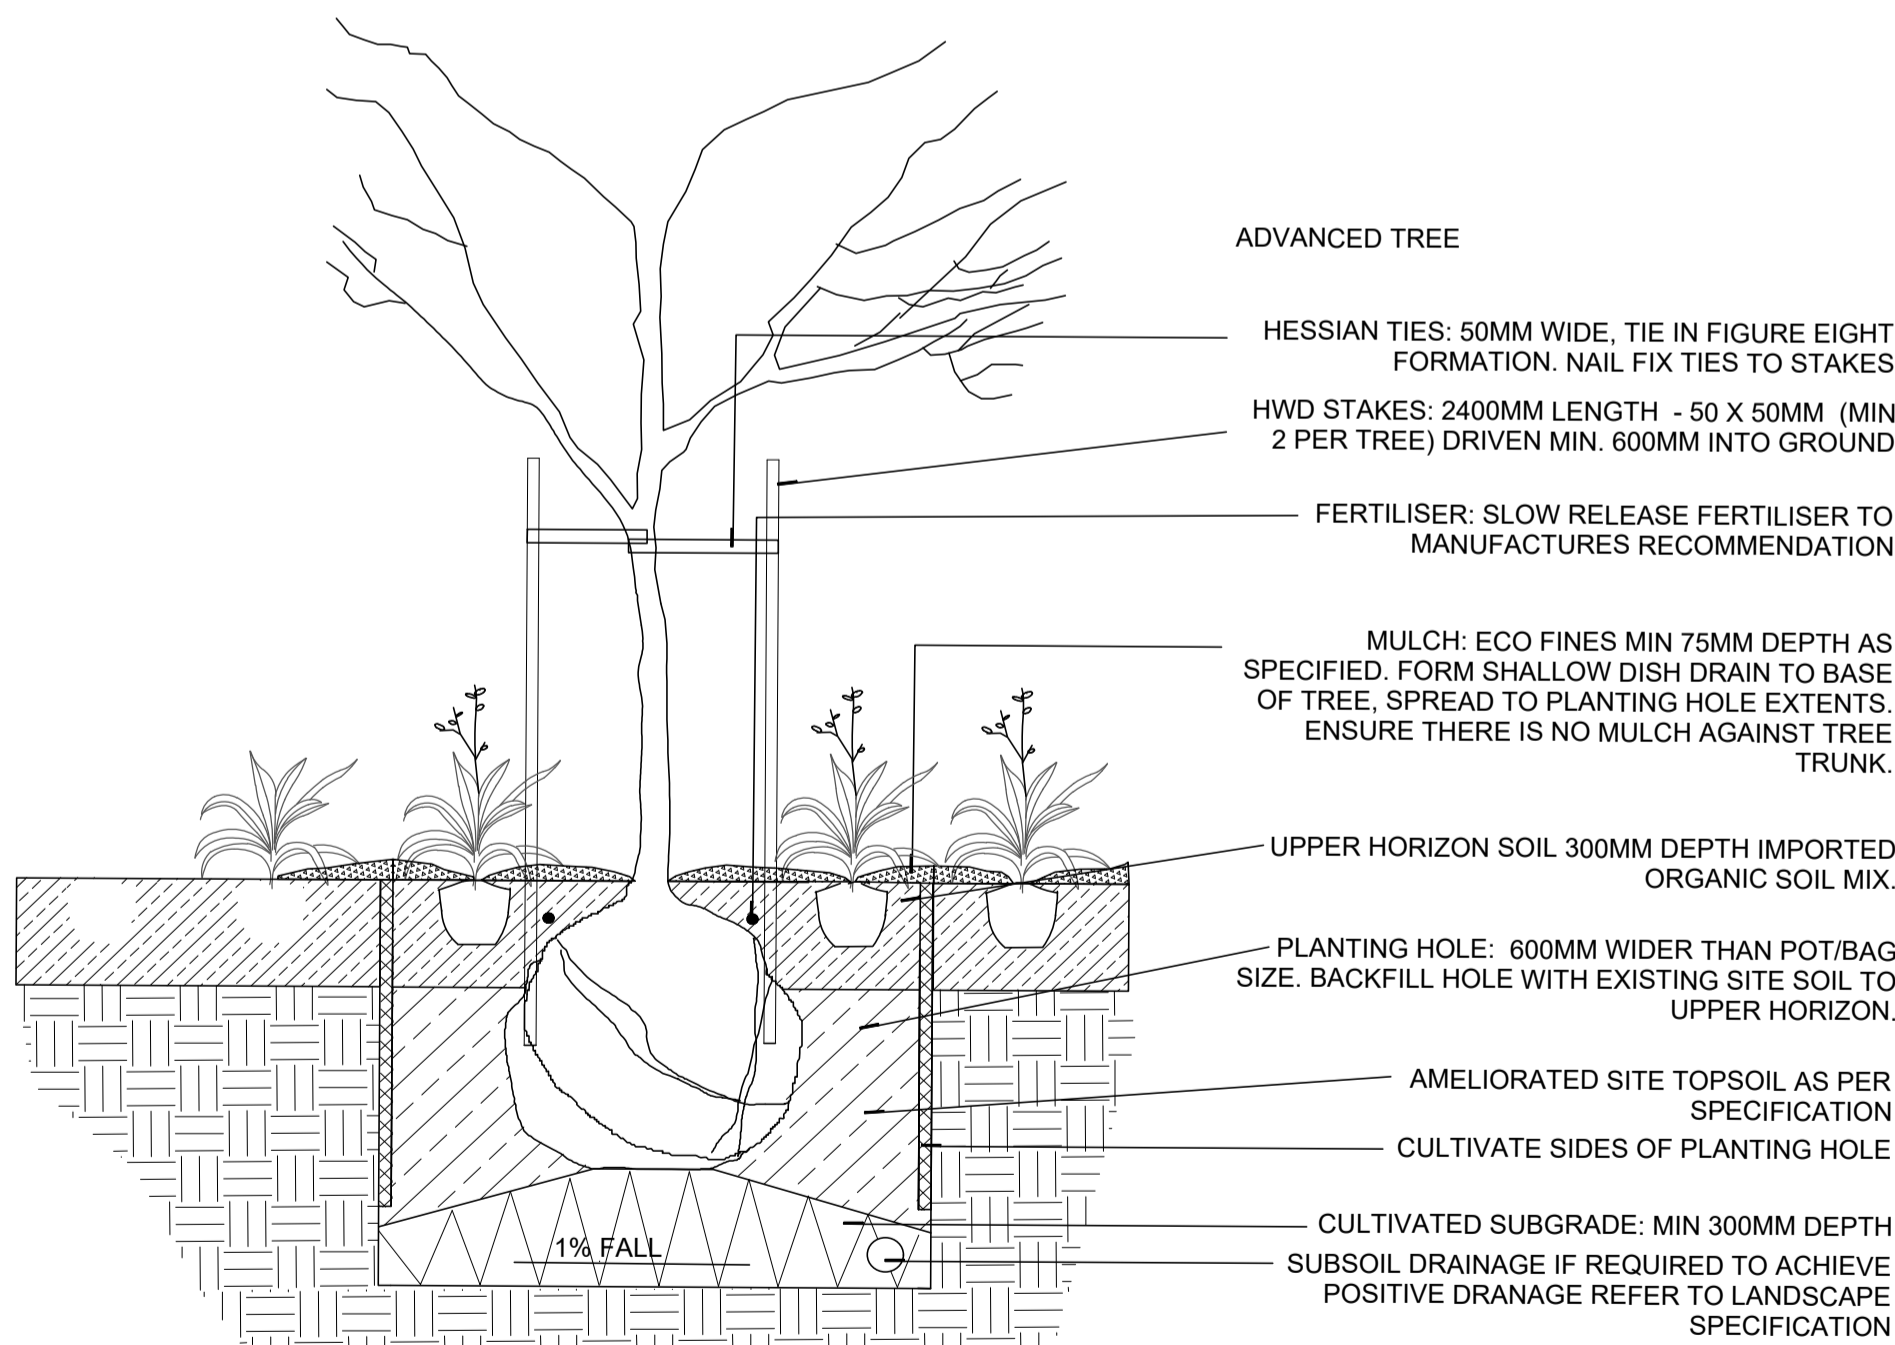 ADVANCED TREE
HESSIAN TIES: 50MM WIDE, TIE IN FIGURE EIGHT
FORMATION. NAIL FIX TIES TO STAKES
HWD STAKES: 2400MM LENGTH - 50 X 50MM (MIN
2 PER TREE) DRIVEN MIN. 600MM INTO GROUND
FERTILISER: SLOW RELEASE FERTILISER TO
MANUFACTURES RECOMMENDATION
MULCH: ECO FINES MIN 75MM DEPTH AS
SPECIFIED. FORM SHALLOW DISH DRAIN TO BASE
OF TREE, SPREAD TO PLANTING HOLE EXTENTS.
ENSURE THERE IS NO MULCH AGAINST TREE
TRUNK.
UPPER HORIZON SOIL 300MM DEPTH IMPORTED
ORGANIC SOIL MIX.
PLANTING HOLE: 600MM WIDER THAN POT/BAG
SIZE. BACKFILL HOLE WITH EXISTING SITE SOIL TO
UPPER HORIZON.
AMELIORATED SITE TOPSOIL AS PER
SPECIFICATION
CULTIVATE SIDES OF PLANTING HOLE
CULTIVATED SUBGRADE: MIN 300MM DEPTH
1% FALL
SUBSOIL DRAINAGE IF REQUIRED TO ACHIEVE
POSITIVE DRANAGE REFER TO LANDSCAPE
SPECIFICATION